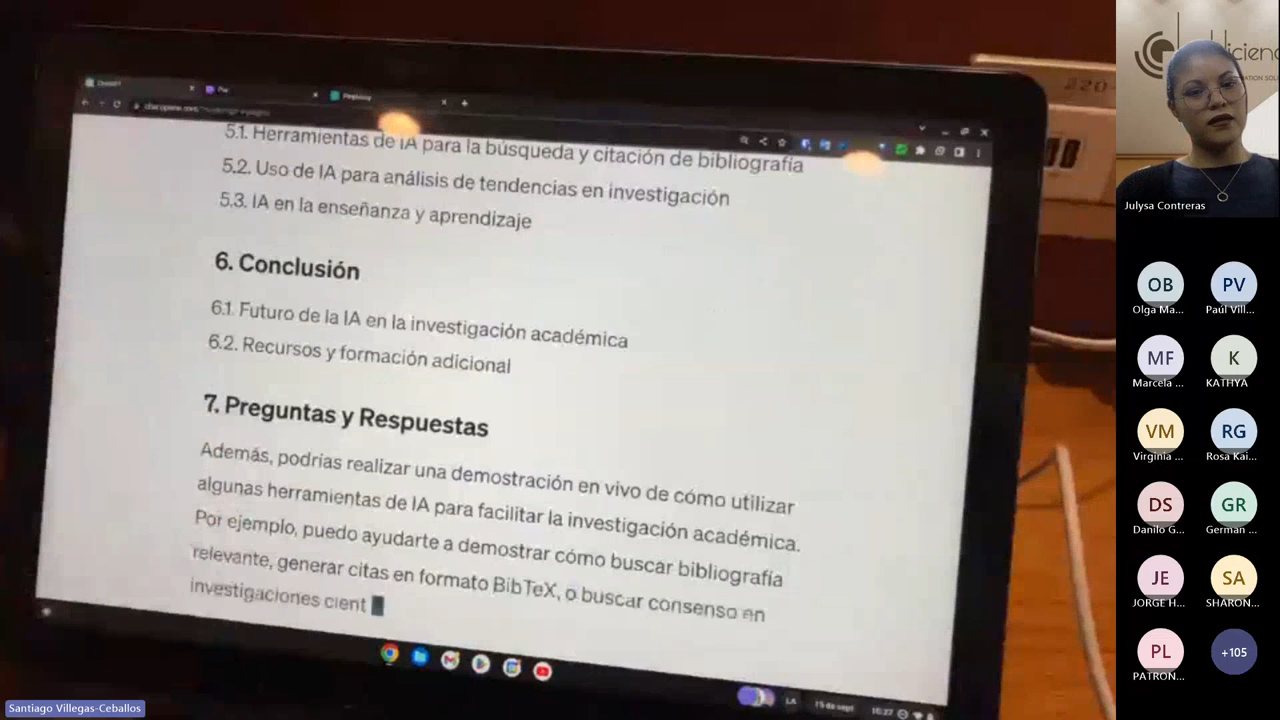 5.1. Herramientas de IA para la búsqueda y citación de bibliografía
5.2. Uso de IA para análisis de tendencias en investigación
5.3. IA en la enseñanza y aprendizaje
6. Conclusión
6.1. Futuro de la IA en la investigación académica
6.2. Recursos y formación adicional
7. Preguntas y Respuestas
Además, podrías realizar una demostración en vivo de cómo utilizar
algunas herramientas de IA para facilitar la investigación académica.
Por ejemplo, puedo ayudarte a demostrar cómo buscar bibliografía
relevante, generar citas en formato BibTeX, o buscar consenso en
investigaciones cient
15 de sept
Santiago Villegas-Ceballos
Julysa Contreras
OB
PV
Olga Ma...
Paúl Vill...
MF
K
Marcela ...
KATHYA
VM
RG
Virginia ...
Rosa Kai...
DS
GR
Danilo G...
German ...
JE
SA
JORGE H...
SHARON...
PL
+105
PATRON...